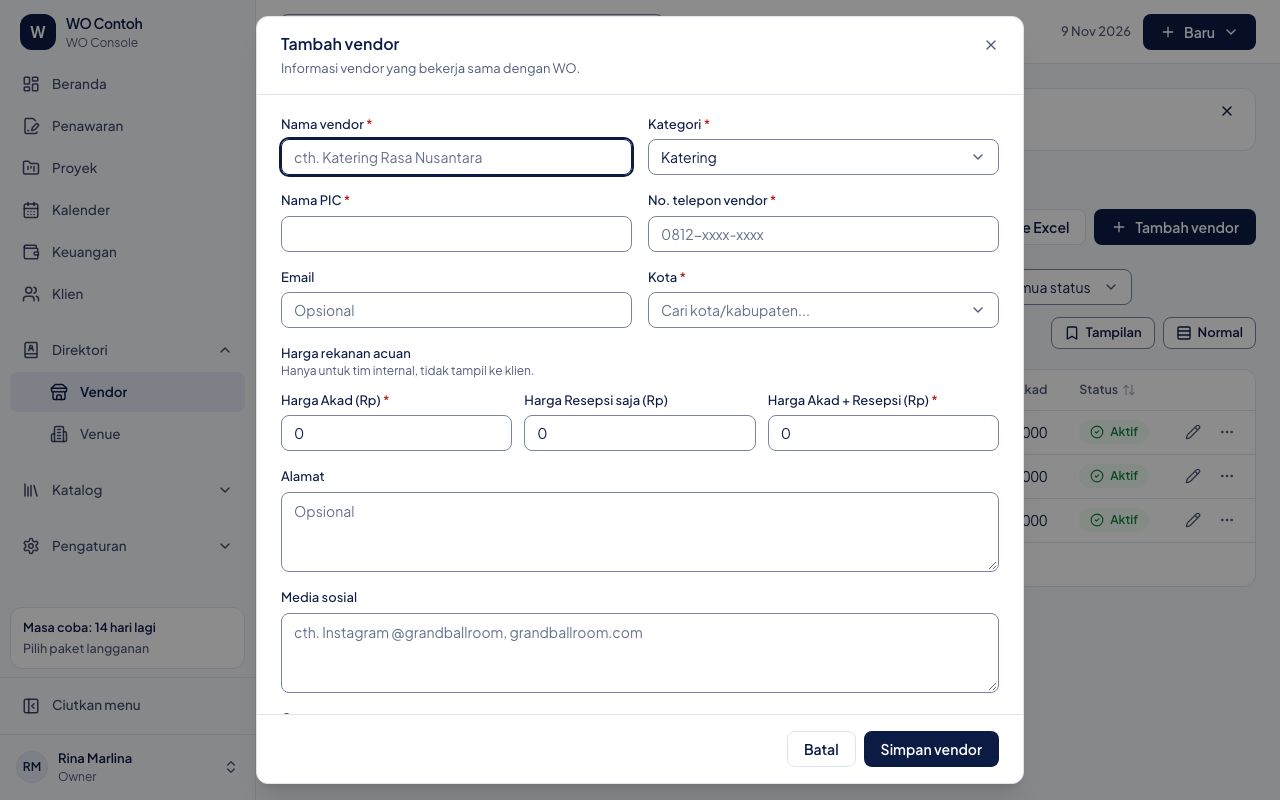 W
WO Contoh
WO Console
Beranda
Penawaran
Proyek
Kalender
Keuangan
Klien
Direktori
Vendor
Venue
Katalog
Pengaturan
Masa coba: 14 hari lagi
Pilih paket langganan
Ciutkan menu
RM
Rina Marlina
Owner
9 Nov 2026
Baru
Excel
Tambah vendor
status
Tampilan
Normal
Status
000
Aktif
000
Aktif
000
Aktif
Tambah vendor
Informasi vendor yang bekerja sama dengan WO.
Nama vendor *
Kategori *
cth. Katering Rasa Nusantara
Katering
Nama PIC *
No. telepon vendor *
0812–xxxx-xxxx
Email
Kota *
Opsional
Cari kota/kabupaten...
Harga rekanan acuan
Hanya untuk tim internal, tidak tampil ke klien.
Harga Akad (Rp) *
Harga Resepsi saja (Rp)
Harga Akad + Resepsi (Rp) *
0
0
0
Alamat
Opsional
Media sosial
cth. Instagram @grandballroom, grandballroom.com
Batal
Simpan vendor